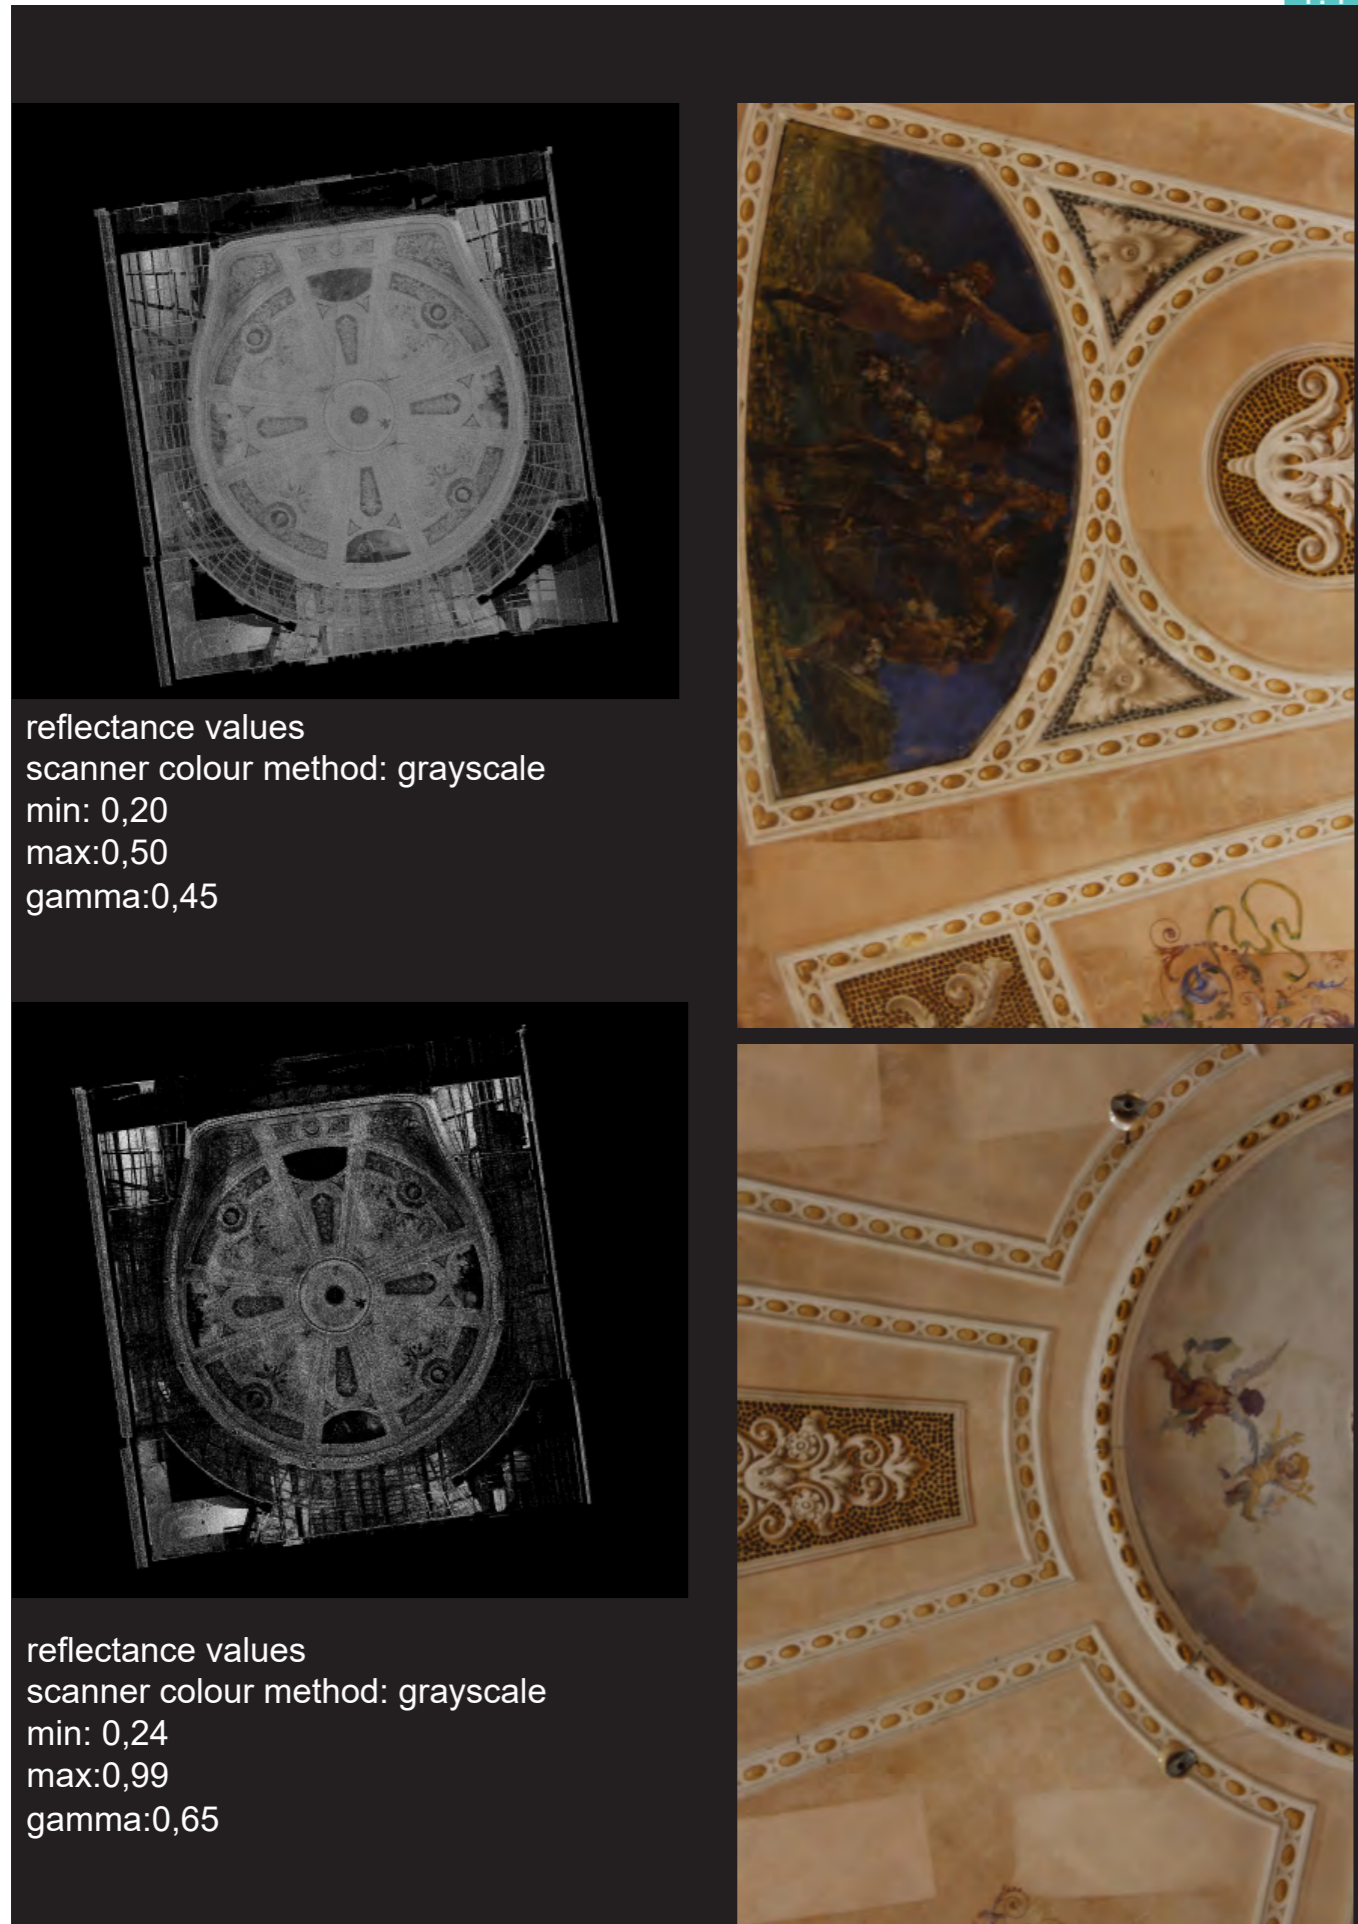 reflectance values
scanner colour method: grayscale
min: 0,20
max:0,50
gamma:0,45
reflectance values
scanner colour method: grayscale
min: 0,24
max:0,99
gamma:0,65